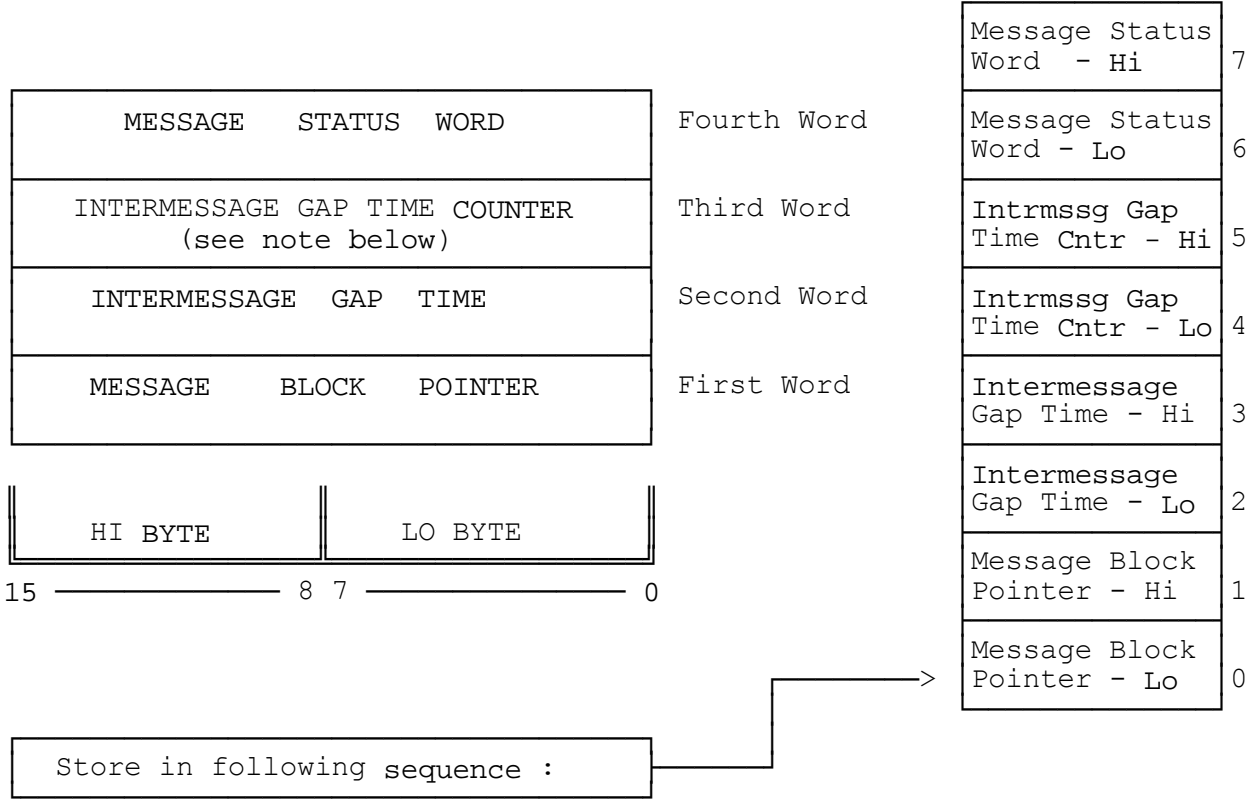 MESSAGE STATUS WORD
Fourth Word
INTERMESSAGE GAP TIME COUNTER
(see note below)
Third Word
INTERMESSAGE GAP TIME
Second Word
MESSAGE BLOCK POINTER
First Word
HI BYTE
LO BYTE
15
8 7
0
Store in following sequence :
>
Message Status
Word - Hi
7
Message Status
Word - Lo
6
Intrmssg Gap
Time Cntr - Hi
5
Intrmssg Gap
Time Cntr - Lo
4
Intermessage
Gap Time - Hi
3
Intermessage
Gap Time - Lo
2
Message Block
Pointer - Hi
1
Message Block
Pointer - Lo
0